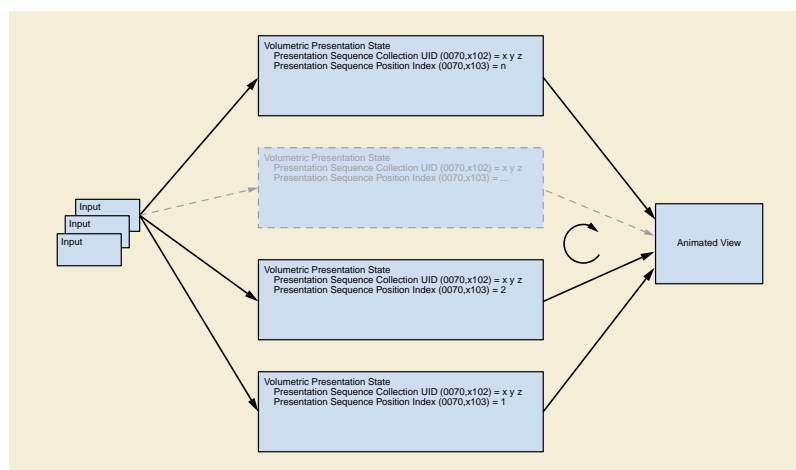 Volumetric Presentation State
Presentation Sequence Collection UID (0070,x102) = x y z
Presentation Sequence Position Index (0070,x103) = n
Volumetric Presentation State
Presentation Sequence Collection UID (0070,x102) = x y z
Presentation Sequence Position Index (0070,x103) = ...
Input
Input
Input
Animated View
Volumetric Presentation State
Presentation Sequence Collection UID (0070,x102) = x y z
Presentation Sequence Position Index (0070,x103) = 2
Volumetric Presentation State
Presentation Sequence Collection UID (0070,x102) = x y z
Presentation Sequence Position Index (0070,x103) = 1